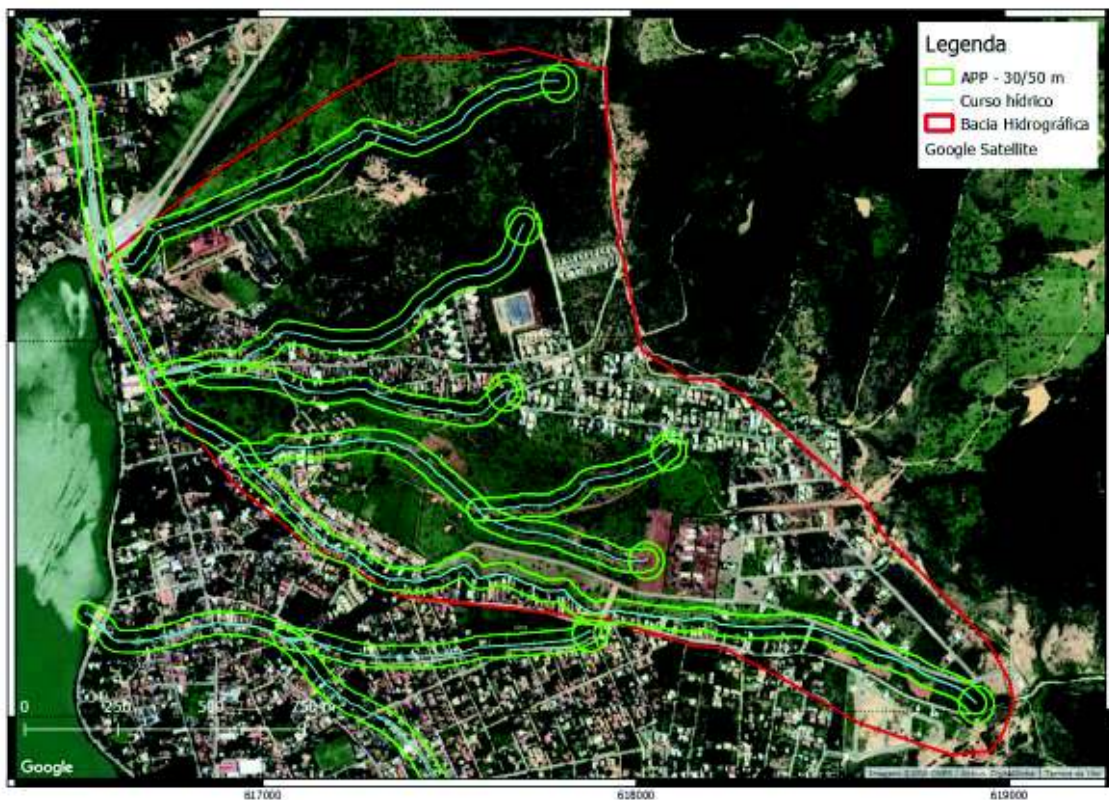 Legenda
APP - 30/50 m
Curso hídrico
Bacia Hidrográfica
Google Satellite
0 250 500 750 m
Google
617000 618000 619000